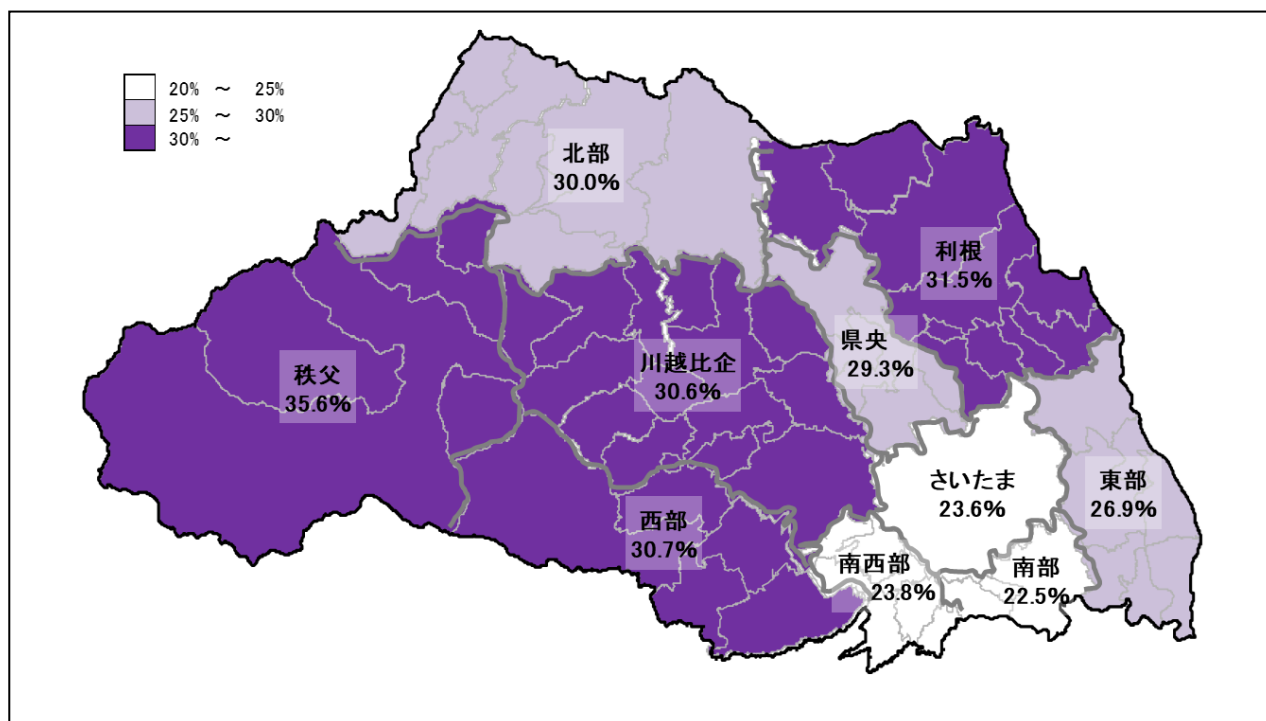 20% ～ 25%
25% ～ 30%
30% ～
北部
30.0%
利根
31.5%
県央
29.3%
川越比企
30.6%
秩父
35.6%
さいたま
23.6%
東部
26.9%
西部
30.7%
南西部
23.8%
南部
22.5%